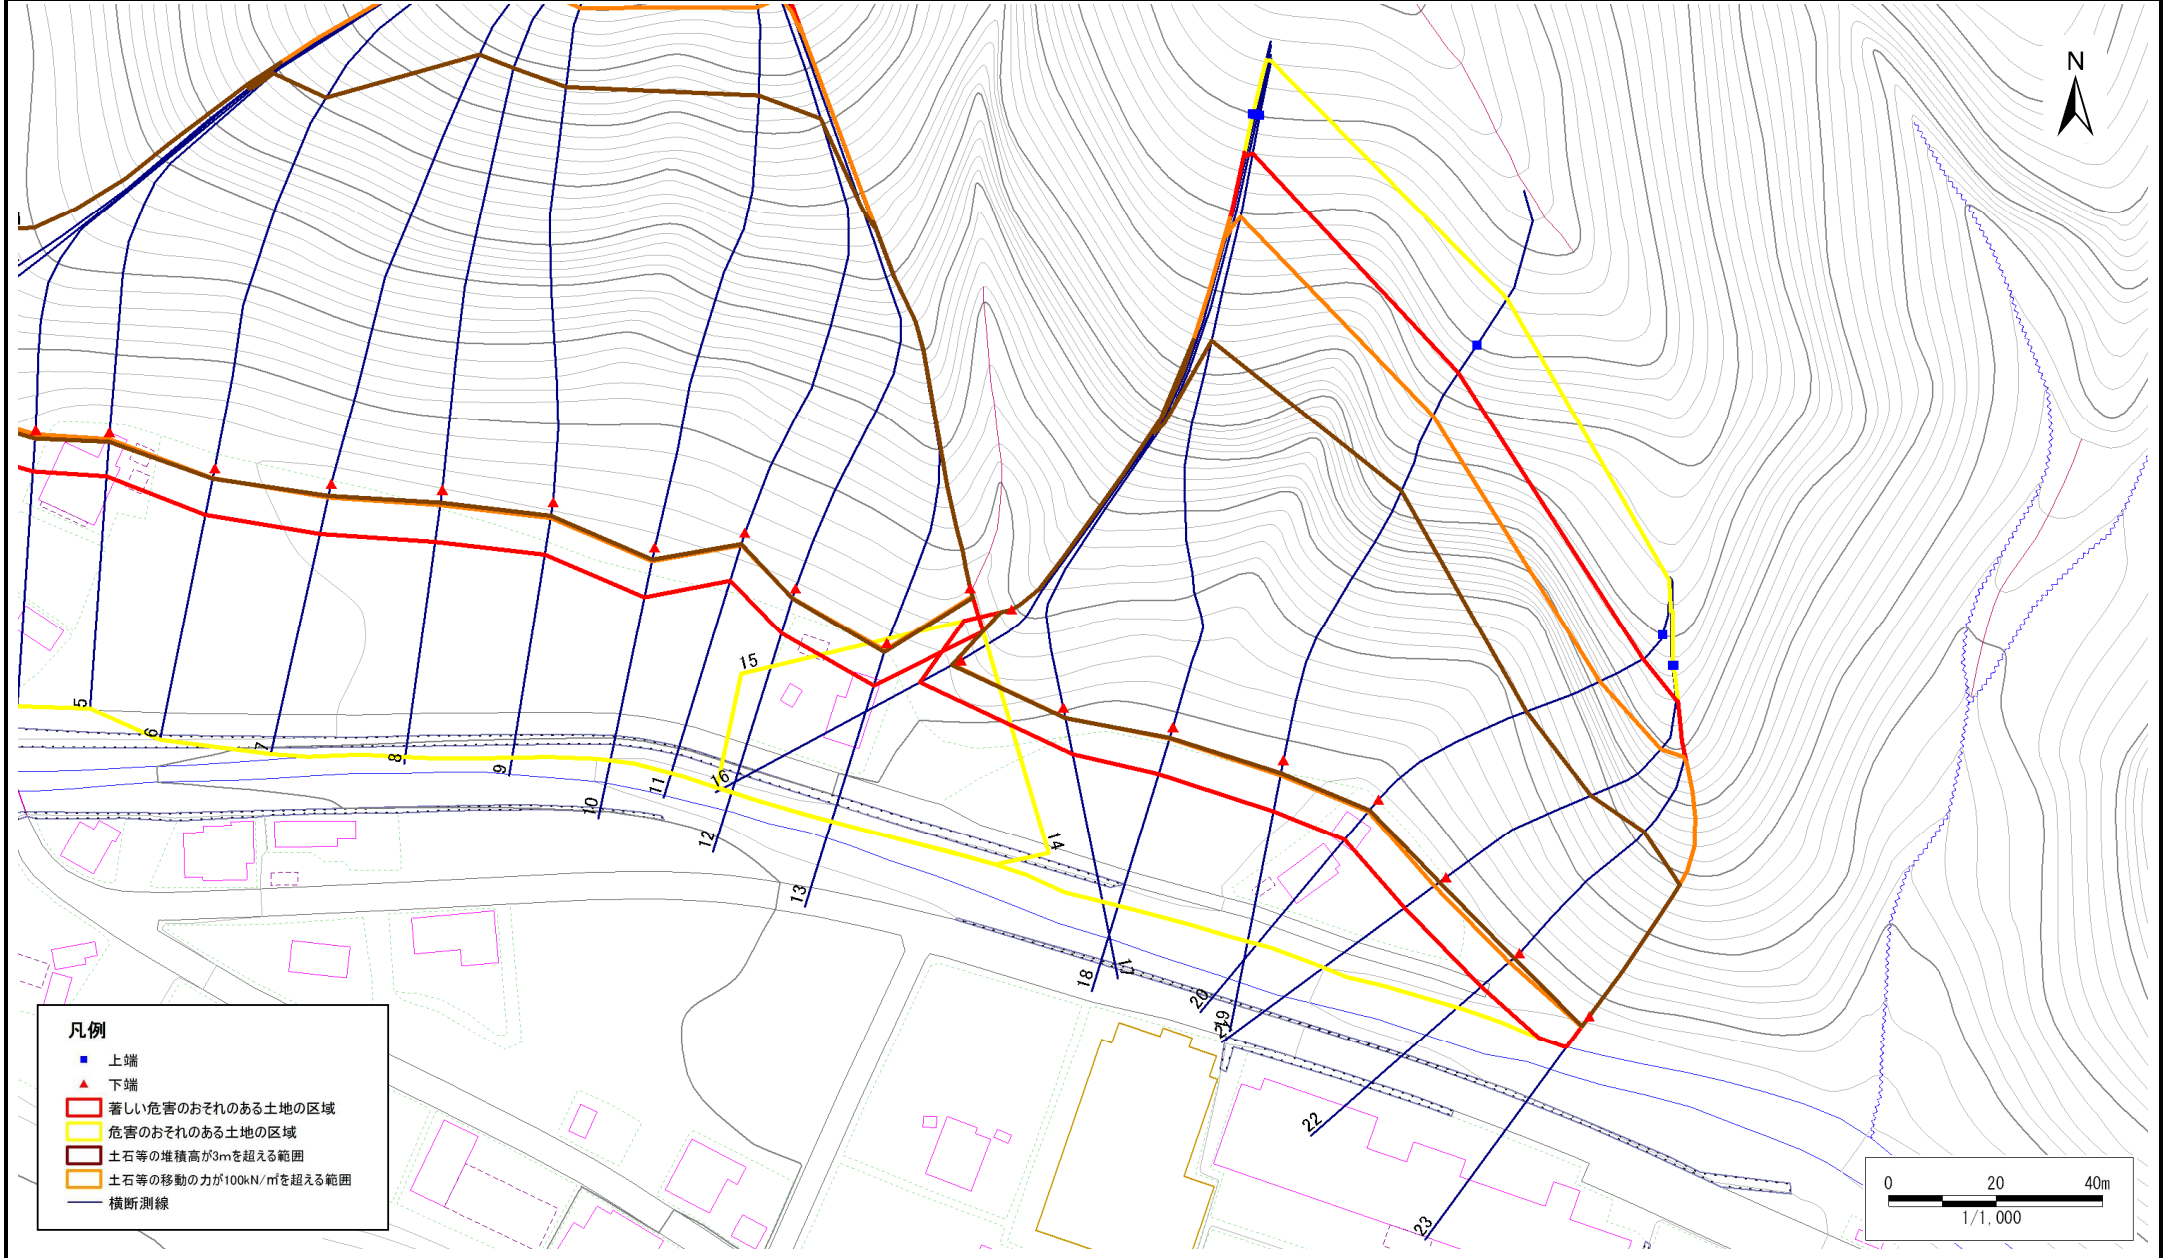 N
15
5
6
7
8
9
10
11
16
12
13
14
17
18
20
19
21
22
23
凡例
上端
下端
著しい危害のおそれのある土地の区域
危害のおそれのある土地の区域
土石等の堆積高が3mを超える範囲
土石等の移動の力が100kN/㎡を超える範囲
横断測線
0 20 40m
1/1,000